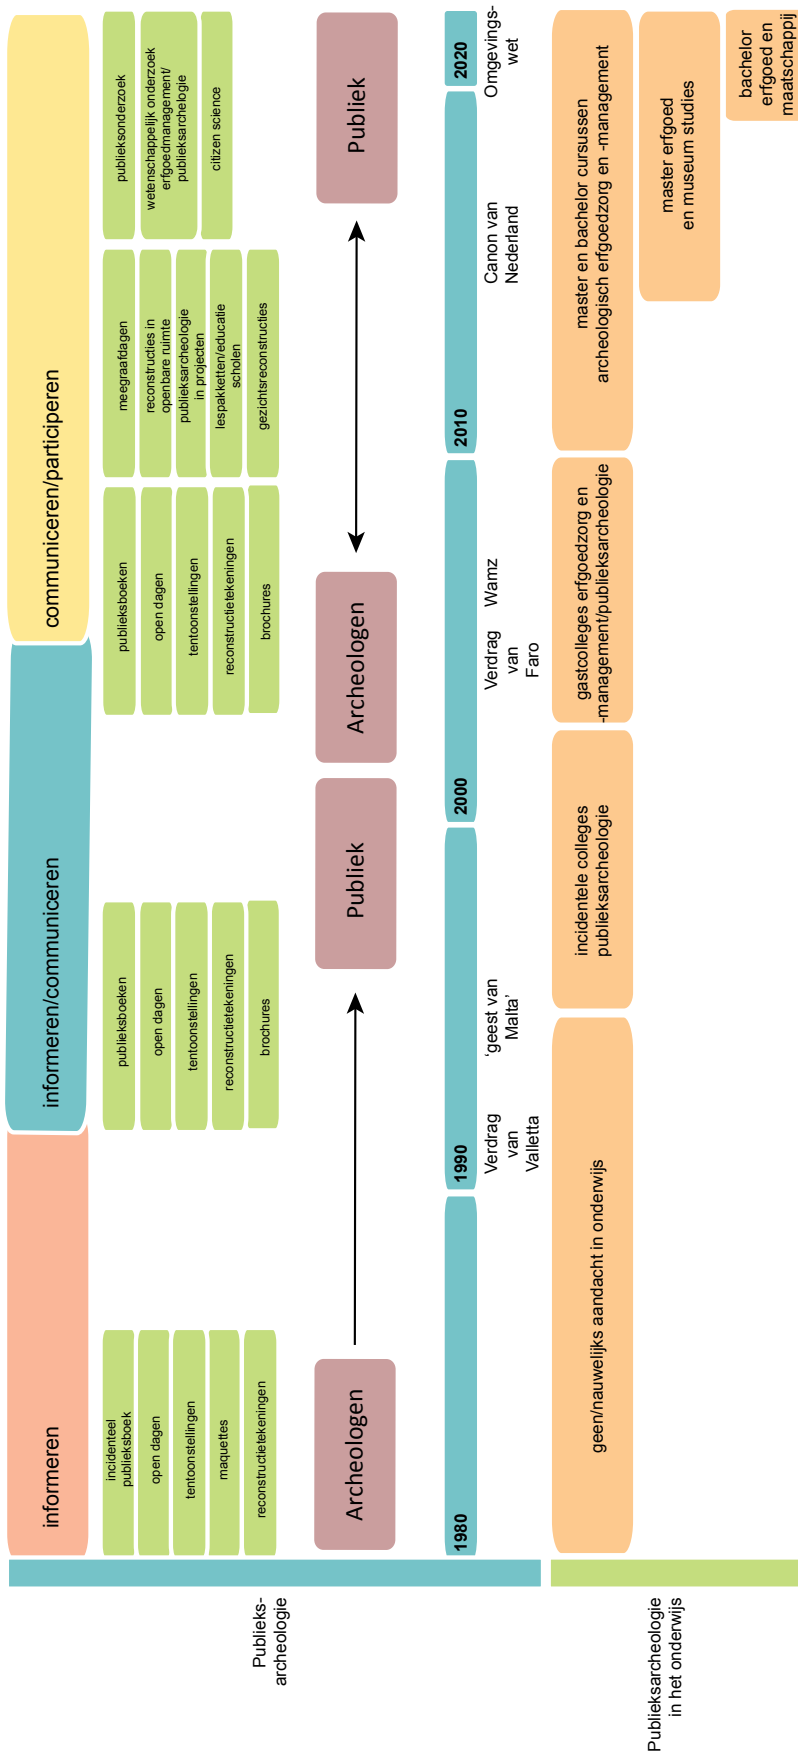 informeren
informeren/communiceren
communiceren/participeren
Publieks-
archeologie
incidenteel
publieksboek
open dagen
tentoonstellingen
maquettes
reconstructietekeningen
publieksboeken
open dagen
tentoonstellingen
reconstructietekeningen
brochures
publieksboeken
open dagen
tentoonstellingen
reconstructietekeningen
brochures
meegraafdagen
reconstructies in
openbare ruimte
publieksarcheologie
in projecten
lespakketten/educatie
scholen
gezichtsreconstructies
publieksonderzoek
wetenschappelijk onderzoek
erfgoedmanagement/
publieksarchelogie
citizen science
Archeologen
Publiek
Archeologen
Publiek
1980
1990
2000
2010
2020
Verdrag
van
Valletta
‘geest van
Malta’
Verdrag
van
Faro
Wamz
Canon van
Nederland
Omgevings-
wet
Publieksarcheologie
in het onderwijs
geen/nauwelijks aandacht in onderwijs
incidentele colleges
publieksarcheologie
gastcolleges erfgoedzorg en
-management/publieksarcheologie
master en bachelor cursussen
archeologisch erfgoedzorg en -management
master erfgoed
en museum studies
bachelor
erfgoed en
maatschappij